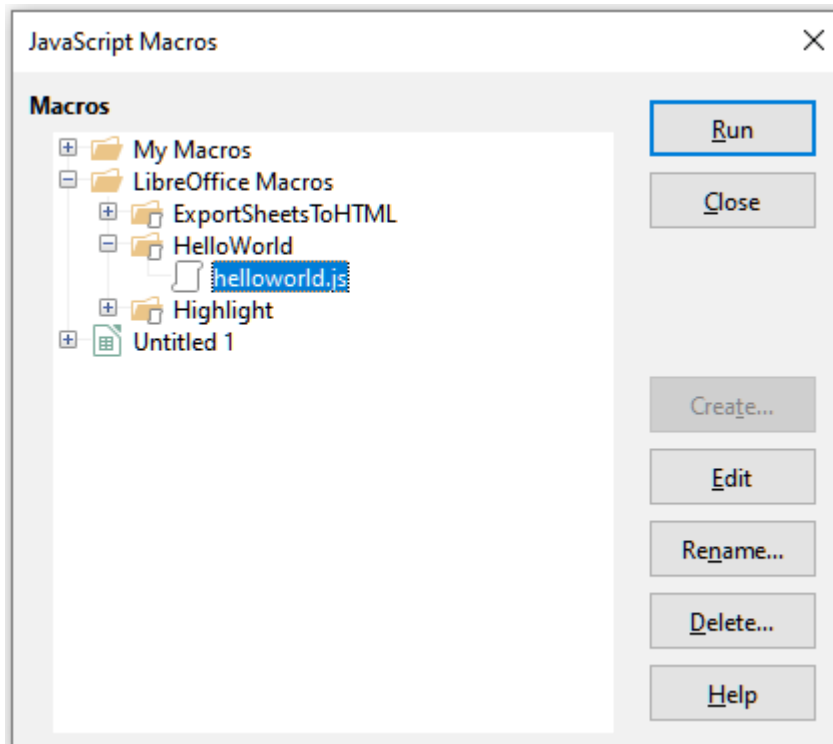 JavaScript Macros
Macros
My Macros
LibreOffice Macros
ExportSheetsToHTML
HelloWorld
helloworld.js
Highlight
Untitled 1
Run
Close
Create...
Edit
Rename...
Delete...
Help